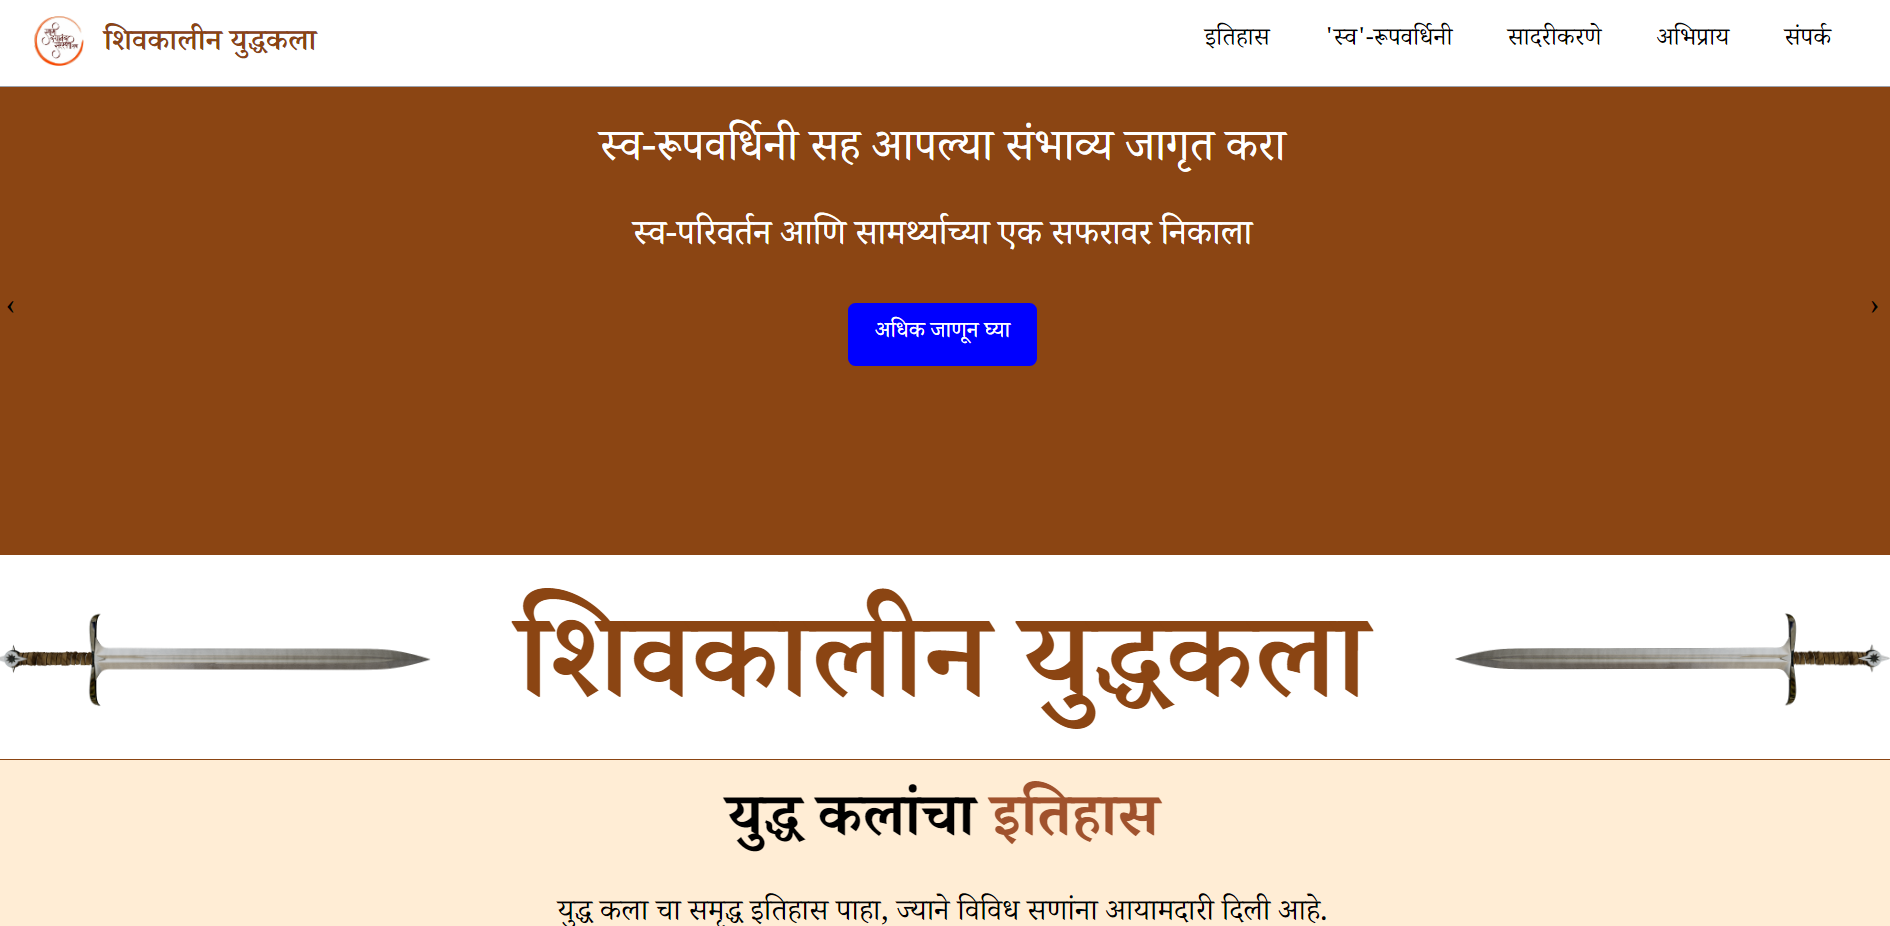 शिवकालीन युद्धकला
इतिहास 'स्व'-रूपवर्धिनी सादरीकरणे अभिप्राय संपर्क
स्व-रूपवर्धिनी सह आपल्या संभाव्य जागृत करा
स्व-परिवर्तन आणि सामर्थ्याच्या एक सफरावर निकाला
‹ ›
अधिक जाणून घ्या
शिवकालीन युद्धकला
युद्ध कलांचा इतिहास
युद्ध कला चा समृद्ध इतिहास पाहा, ज्याने विविध सणांना आयामदारी दिली आहे.